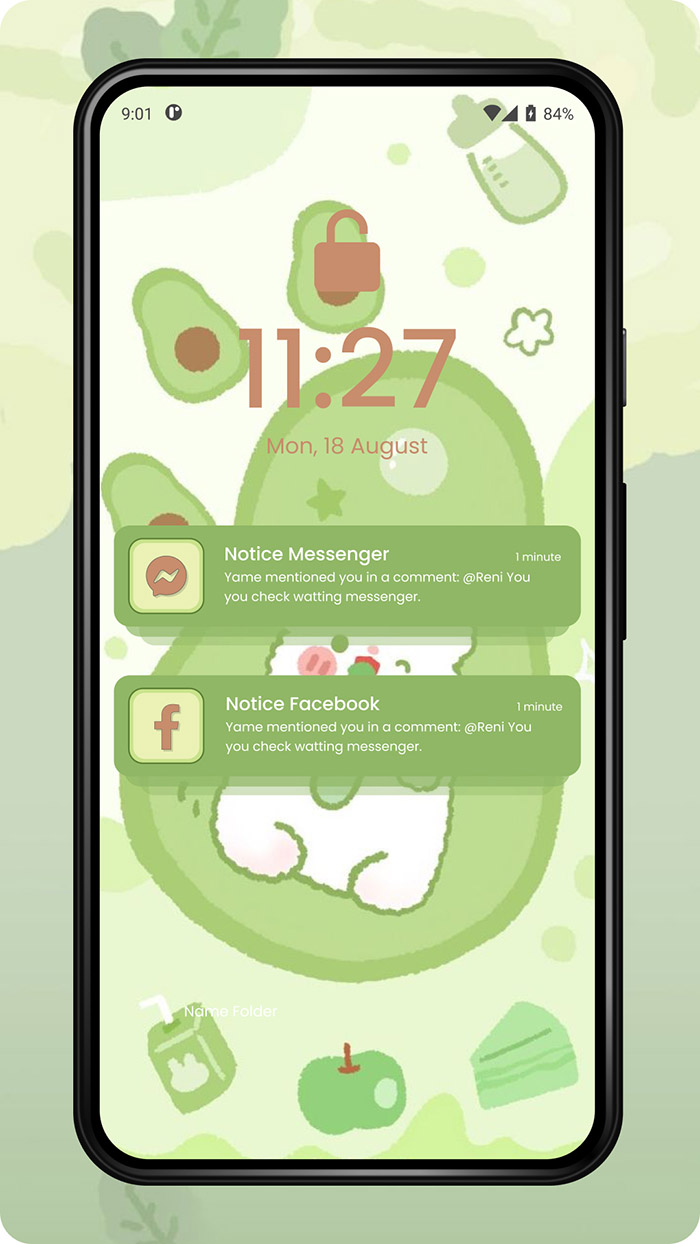 9:01 84%
11:27
Mon, 18 August
Notice Messenger 1 minute
Yame mentioned you in a comment: @Reni You
you check watting messenger.
Notice Facebook 1 minute
Yame mentioned you in a comment: @Reni You
you check watting messenger.
Name Folder